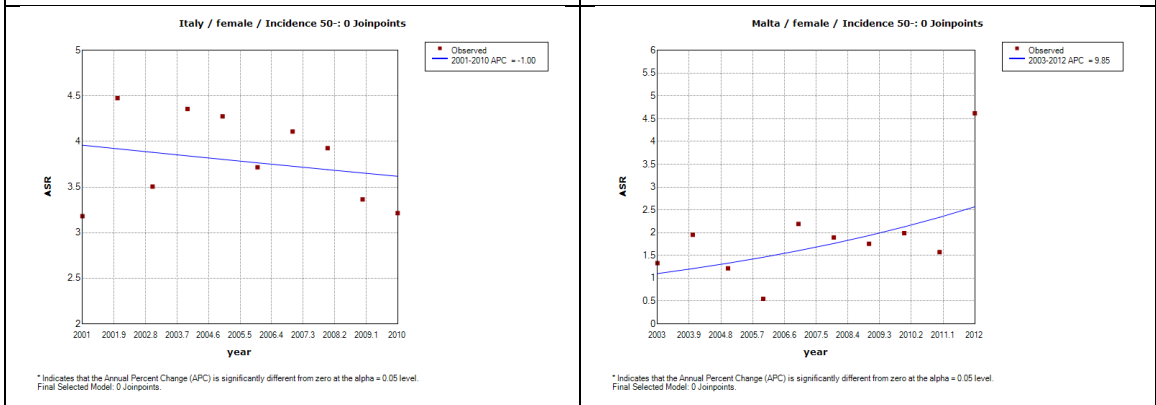 Italy / female / Incidence 50-: 0 Joinpoints
5
4.5
4
3.5
3
2.5
2
ASR
2001 2001.9 2002.8 2003.7 2004.6 2005.5 2006.4 2007.3 2008.2 2009.1 2010
year
Observed
2001-2010 APC = -1.00
* Indicates that the Annual Percent Change (APC) is significantly different from zero at the alpha = 0.05 level.
Final Selected Model: 0 Joinpoints.
Malta / female / Incidence 50-: 0 Joinpoints
6
5.5
5
4.5
4
3.5
3
2.5
2
1.5
1
0.5
0
ASR
2003 2003.9 2004.8 2005.7 2006.6 2007.5 2008.4 2009.3 2010.2 2011.1 2012
year
Observed
2003-2012 APC = 9.85
* Indicates that the Annual Percent Change (APC) is significantly different from zero at the alpha = 0.05 level.
Final Selected Model: 0 Joinpoints.